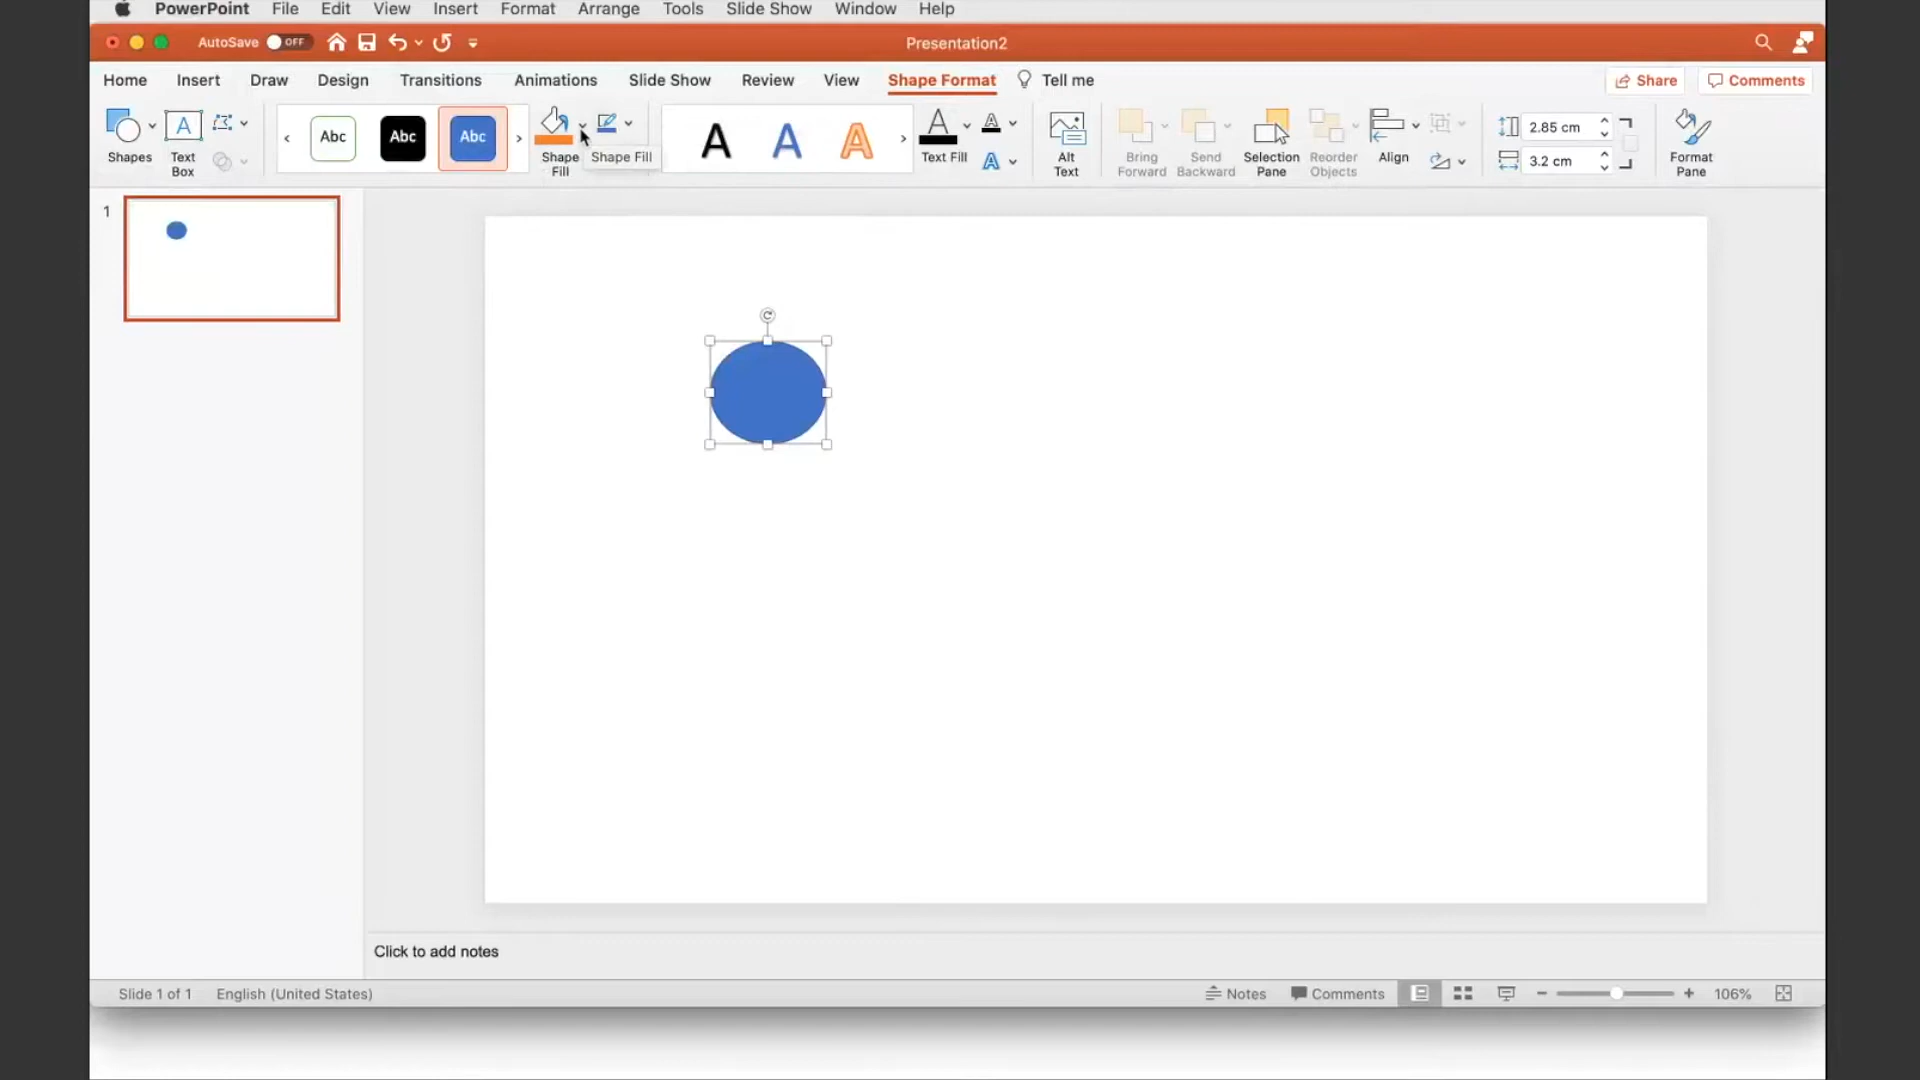 PowerPoint File Edit View Insert Format Arrange Tools Slide Show Window Help
AutoSave OFF Presentation2
Home Insert Draw Design Transitions Animations Slide Show Review View Shape Format Tell me Share Comments
Shapes
Text
Box
Abc Abc Abc
Shape
Fill
Shape Fill
A A A
Text Fill
Alt
Text
Bring
Forward
Send
Backward
Selection
Pane
Reorder
Objects
Align
2.85 cm
3.2 cm
Format
Pane
1
Click to add notes
Slide 1 of 1 English (United States) Notes Comments 106%